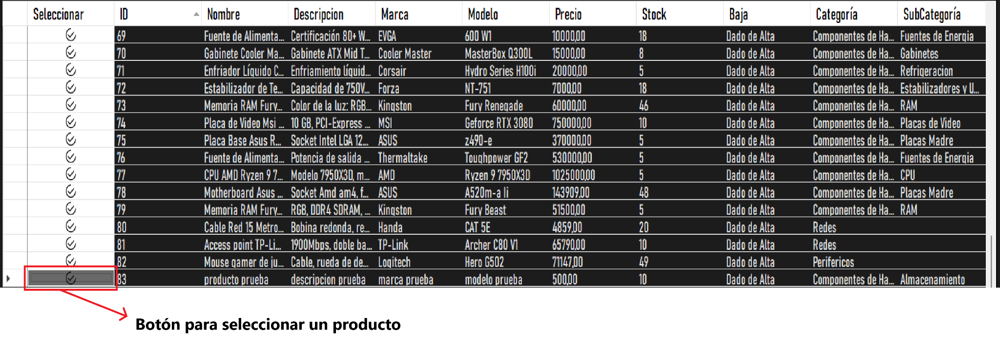 Seleccionar ID Nombre Descripcion Marca Modelo Precio Stock Baja Categoría SubCategoría
69 Fuente de Alimenta... Certificación 80+ W... EVGA 600 W1 10000,00 18 Dado de Alta Componentes de Ha... Fuentes de Energia
70 Gabinete Cooler Ma... Gabinete ATX Mid T... Cooler Master MasterBox Q300L 15000,00 8 Dado de Alta Componentes de Ha... Gabinetes
71 Enfriador Líquido C... Enfriamiento líquid... Corsair Hydro Series H100i 20000,00 5 Dado de Alta Componentes de Ha... Refrigeracion
72 Estabilizador de Te... Capacidad de 750V... Forza NT-751 7000,00 18 Dado de Alta Componentes de Ha... Estabilizadores y U...
73 Memoria RAM Fury... Color de la luz: RGB... Kingston Fury Renegade 60000,00 46 Dado de Alta Componentes de Ha... RAM
74 Placa de Video Msi ... 10 GB, PCI-Express ... MSI Geforce RTX 3080 750000,00 10 Dado de Alta Componentes de Ha... Placas de Video
75 Placa Base Asus R... Socket Intel LGA 12... ASUS z490-e 370000,00 5 Dado de Alta Componentes de Ha... Placas Madre
76 Fuente de Alimenta... Potencia de salida ... Thermaltake Toughpower GF2 530000,00 5 Dado de Alta Componentes de Ha... Fuentes de Energia
77 CPU AMD Ryzen 9 7... Modelo 7950X3D, m... AMD Ryzen 9 7950X3D 1025000,00 5 Dado de Alta Componentes de Ha... CPU
78 Motherboard Asus ... Socket Amd am4, f... ASUS A520m-a Ii 143909,00 48 Dado de Alta Componentes de Ha... Placas Madre
79 Memoria RAM Fury... RGB, DDR4 SDRAM, ... Kingston Fury Beast 51500,00 5 Dado de Alta Componentes de Ha... RAM
80 Cable Red 15 Metro... Bobina redonda, re... Handa CAT 5E 4859,00 20 Dado de Alta Redes
81 Access point TP-Li... 1900Mbps, doble ba... TP-Link Archer C80 V1 65790,00 10 Dado de Alta Redes
82 Mouse gamer de ju... Cable, rueda de de... Logitech Hero G502 71147,00 49 Dado de Alta Perifericos
83 producto prueba descripcion prueba marca prueba modelo prueba 500,00 10 Dado de Alta Componentes de Ha... Almacenamiento
Botón para seleccionar un producto